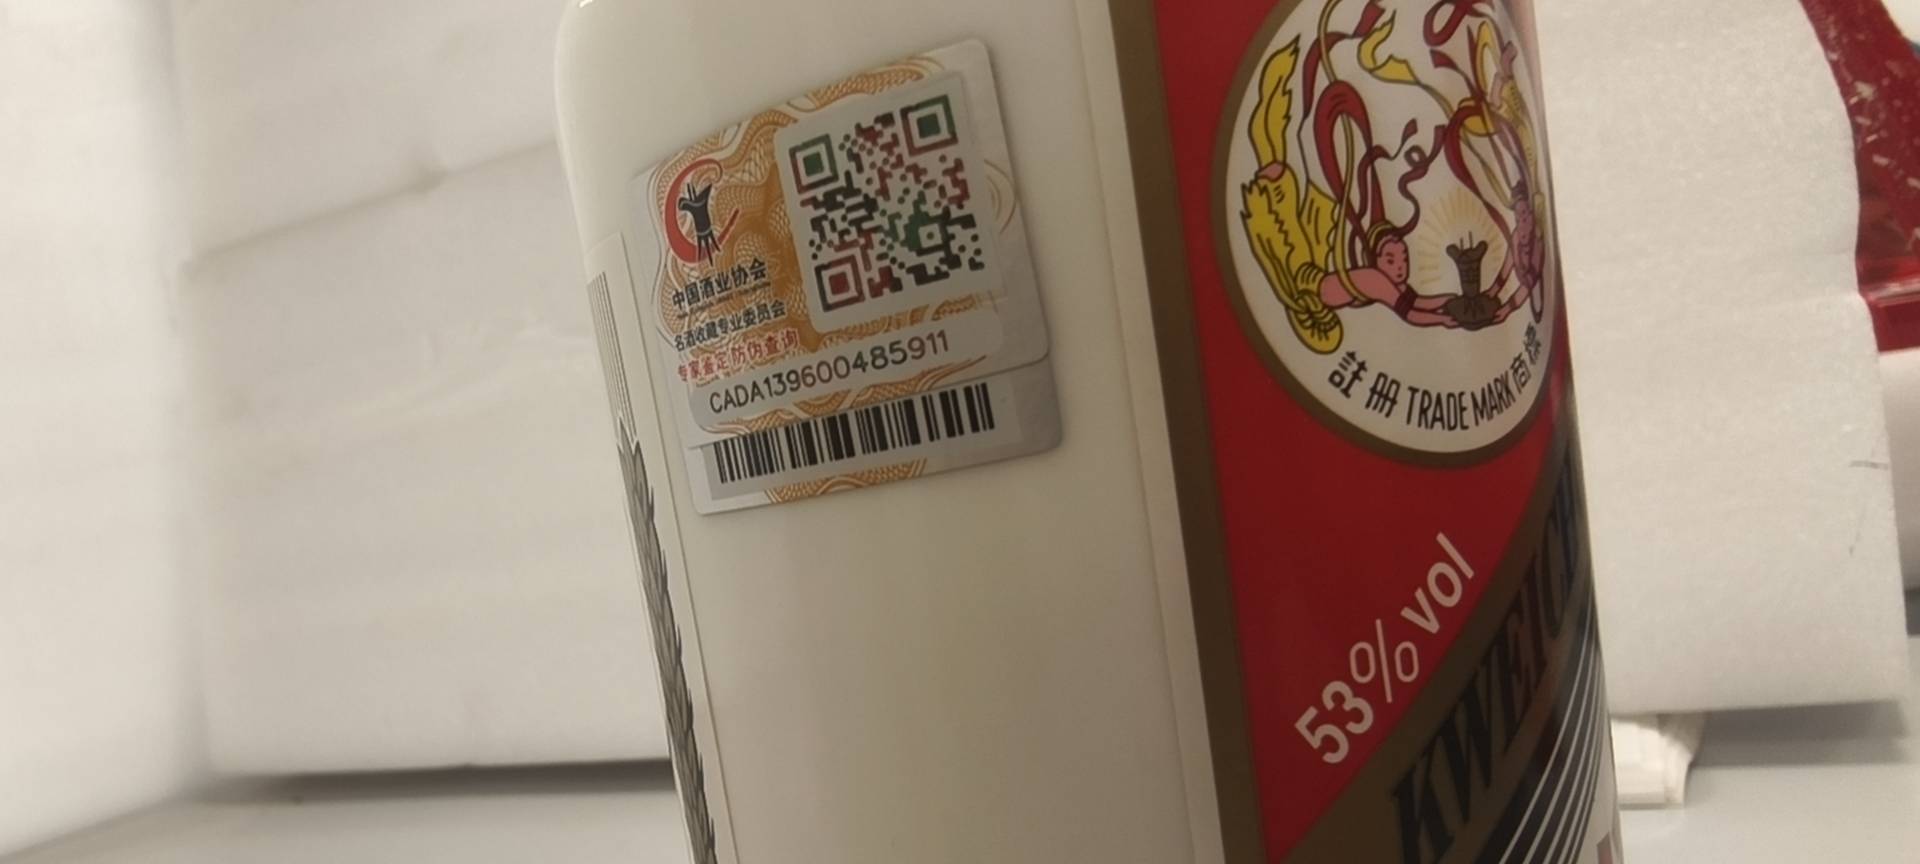 中国酒业协会
名酒收藏专业委员会
专家鉴定防伪查询
CADA139600485911
註册 TRADE MARK 商標
53%vol
KWEICH